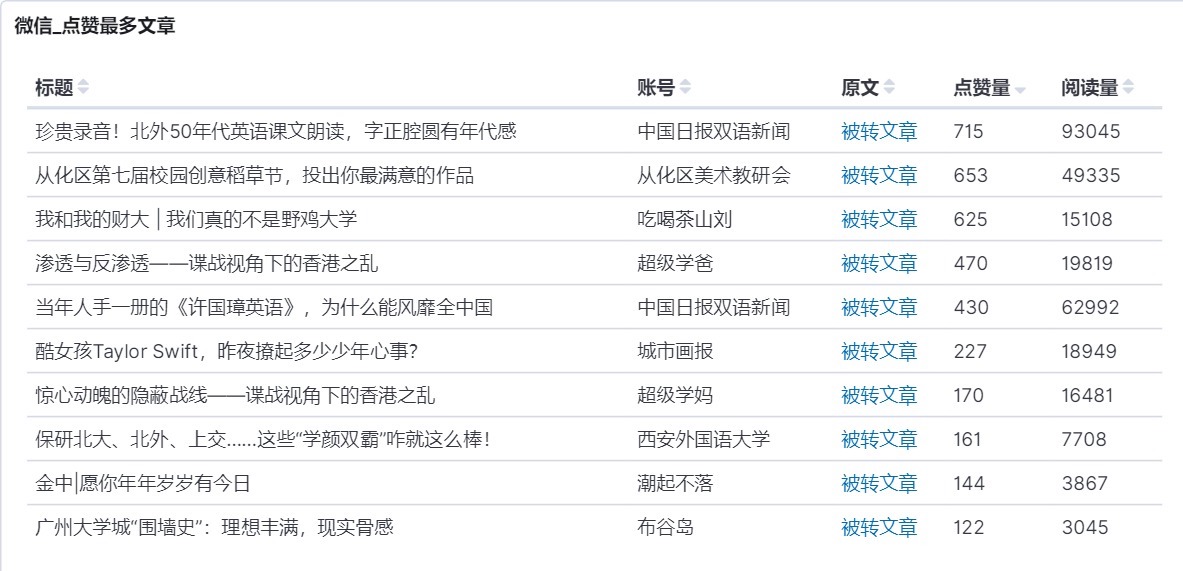 微信_点赞最多文章
标题 账号 原文 点赞量 阅读量
珍贵录音！北外50年代英语课文朗读，字正腔圆有年代感 中国日报双语新闻 被转文章 715 93045
从化区第七届校园创意稻草节，投出你最满意的作品 从化区美术教研会 被转文章 653 49335
我和我的财大 | 我们真的不是野鸡大学 吃喝茶山刘 被转文章 625 15108
渗透与反渗透——谍战视角下的香港之乱 超级学爸 被转文章 470 19819
当年人手一册的《许国璋英语》，为什么能风靡全中国 中国日报双语新闻 被转文章 430 62992
酷女孩Taylor Swift，昨夜撩起多少少年心事？ 城市画报 被转文章 227 18949
惊心动魄的隐蔽战线——谍战视角下的香港之乱 超级学妈 被转文章 170 16481
保研北大、北外、上交……这些“学颜双霸”咋就这么棒！ 西安外国语大学 被转文章 161 7708
金中|愿你年年岁岁有今日 潮起不落 被转文章 144 3867
广州大学城“围墙史”：理想丰满，现实骨感 布谷岛 被转文章 122 3045